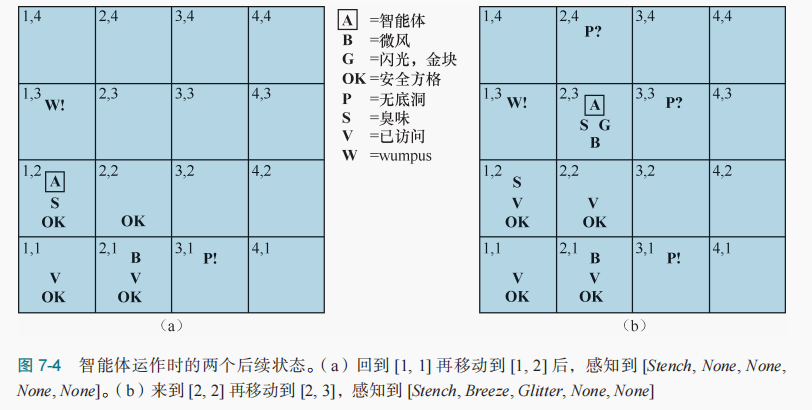 1,4 2,4 3,4 4,4
1,3 W! 2,3 3,3 4,3
1,2 A S OK 2,2 OK 3,2 4,2
1,1 V OK 2,1 B V OK 3,1 P! 4,1
(a)
A =智能体
B =微风
G =闪光，金块
OK =安全方格
P =无底洞
S =臭味
V =已访问
W =wumpus
1,4 2,4 P? 3,4 4,4
1,3 W! 2,3 A S G B 3,3 P? 4,3
1,2 S V OK 2,2 V OK 3,2 4,2
1,1 V OK 2,1 B V OK 3,1 P! 4,1
(b)
图 7-4 智能体运作时的两个后续状态。（a）回到 [1, 1] 再移动到 [1, 2] 后，感知到 [Stench, None, None,
None, None]。（b）来到 [2, 2] 再移动到 [2, 3]，感知到 [Stench, Breeze, Glitter, None, None]